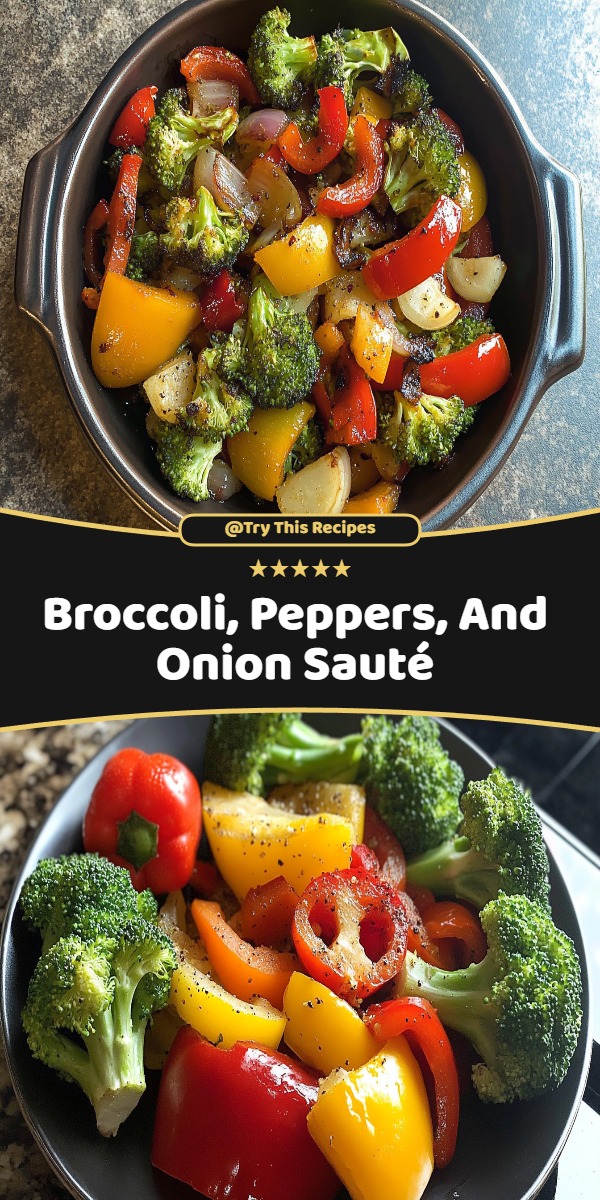 @Try This Recipes
Broccoli, Peppers, And
Onion Sauté